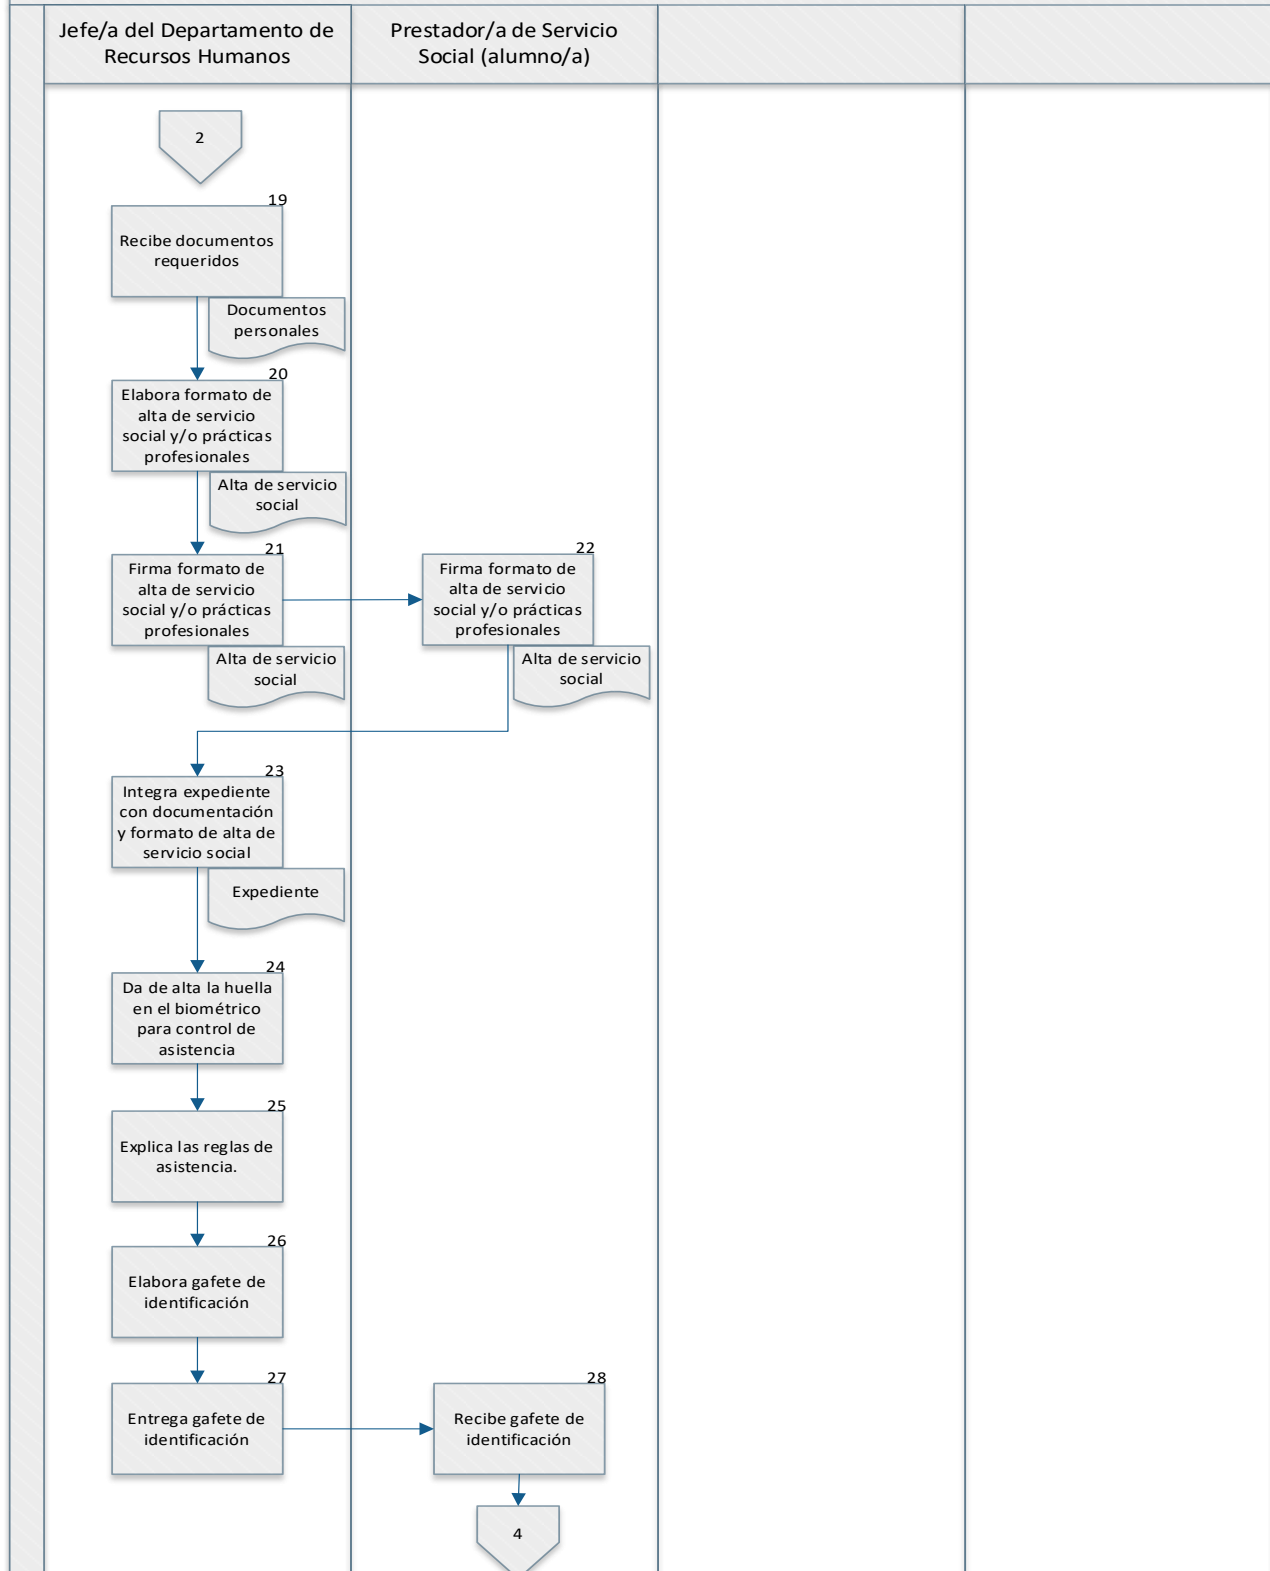 Jefe/a del Departamento de
Recursos Humanos
Prestador/a de Servicio
Social (alumno/a)
2
19
Recibe documentos
requeridos
Documentos
personales
20
Elabora formato de
alta de servicio
social y/o prácticas
profesionales
Alta de servicio
social
21
Firma formato de
alta de servicio
social y/o prácticas
profesionales
Alta de servicio
social
22
Firma formato de
alta de servicio
social y/o prácticas
profesionales
Alta de servicio
social
23
Integra expediente
con documentación
y formato de alta de
servicio social
Expediente
24
Da de alta la huella
en el biométrico
para control de
asistencia
25
Explica las reglas de
asistencia.
26
Elabora gafete de
identificación
27
Entrega gafete de
identificación
28
Recibe gafete de
identificación
4